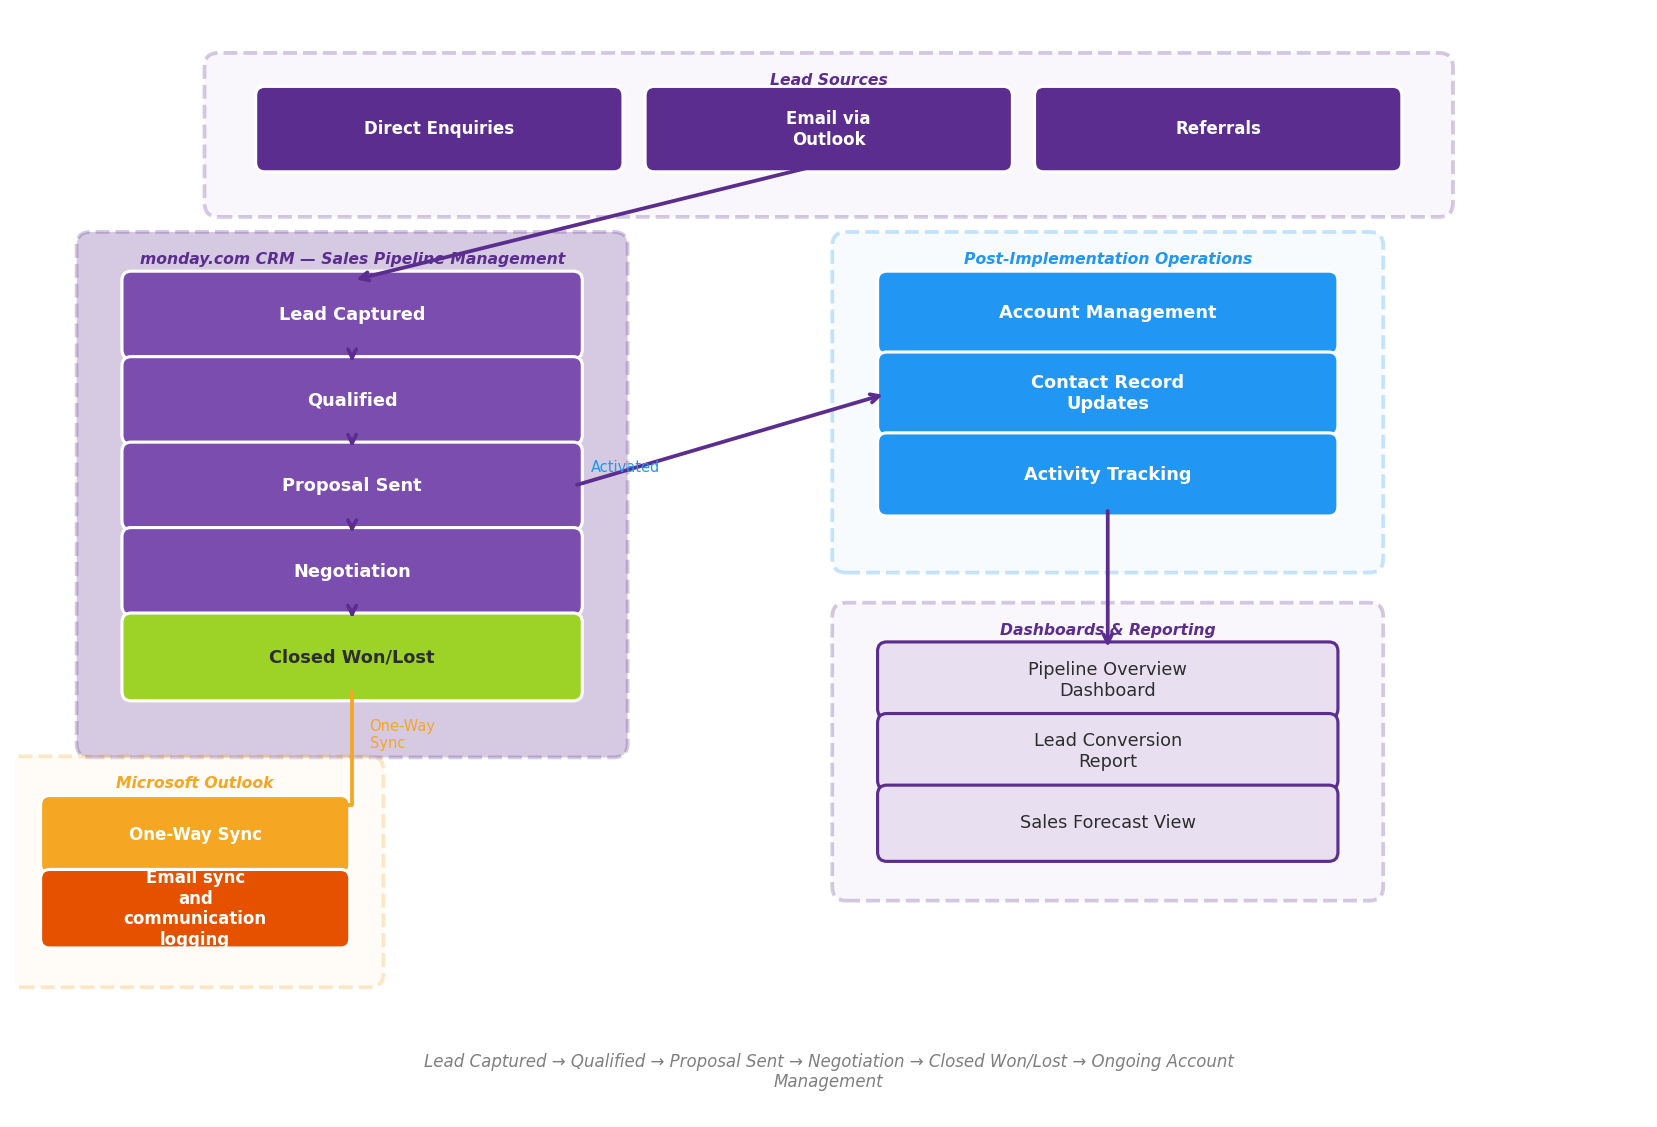 Lead Sources
Direct Enquiries
Email via
Outlook
Referrals
monday.com CRM — Sales Pipeline Management
Lead Captured
Qualified
Proposal Sent
Negotiation
Closed Won/Lost
Activated
Post-Implementation Operations
Account Management
Contact Record
Updates
Activity Tracking
Dashboards & Reporting
Pipeline Overview
Dashboard
Lead Conversion
Report
Sales Forecast View
One-Way
Sync
Microsoft Outlook
One-Way Sync
Email sync
and
communication
logging
Lead Captured → Qualified → Proposal Sent → Negotiation → Closed Won/Lost → Ongoing Account
Management